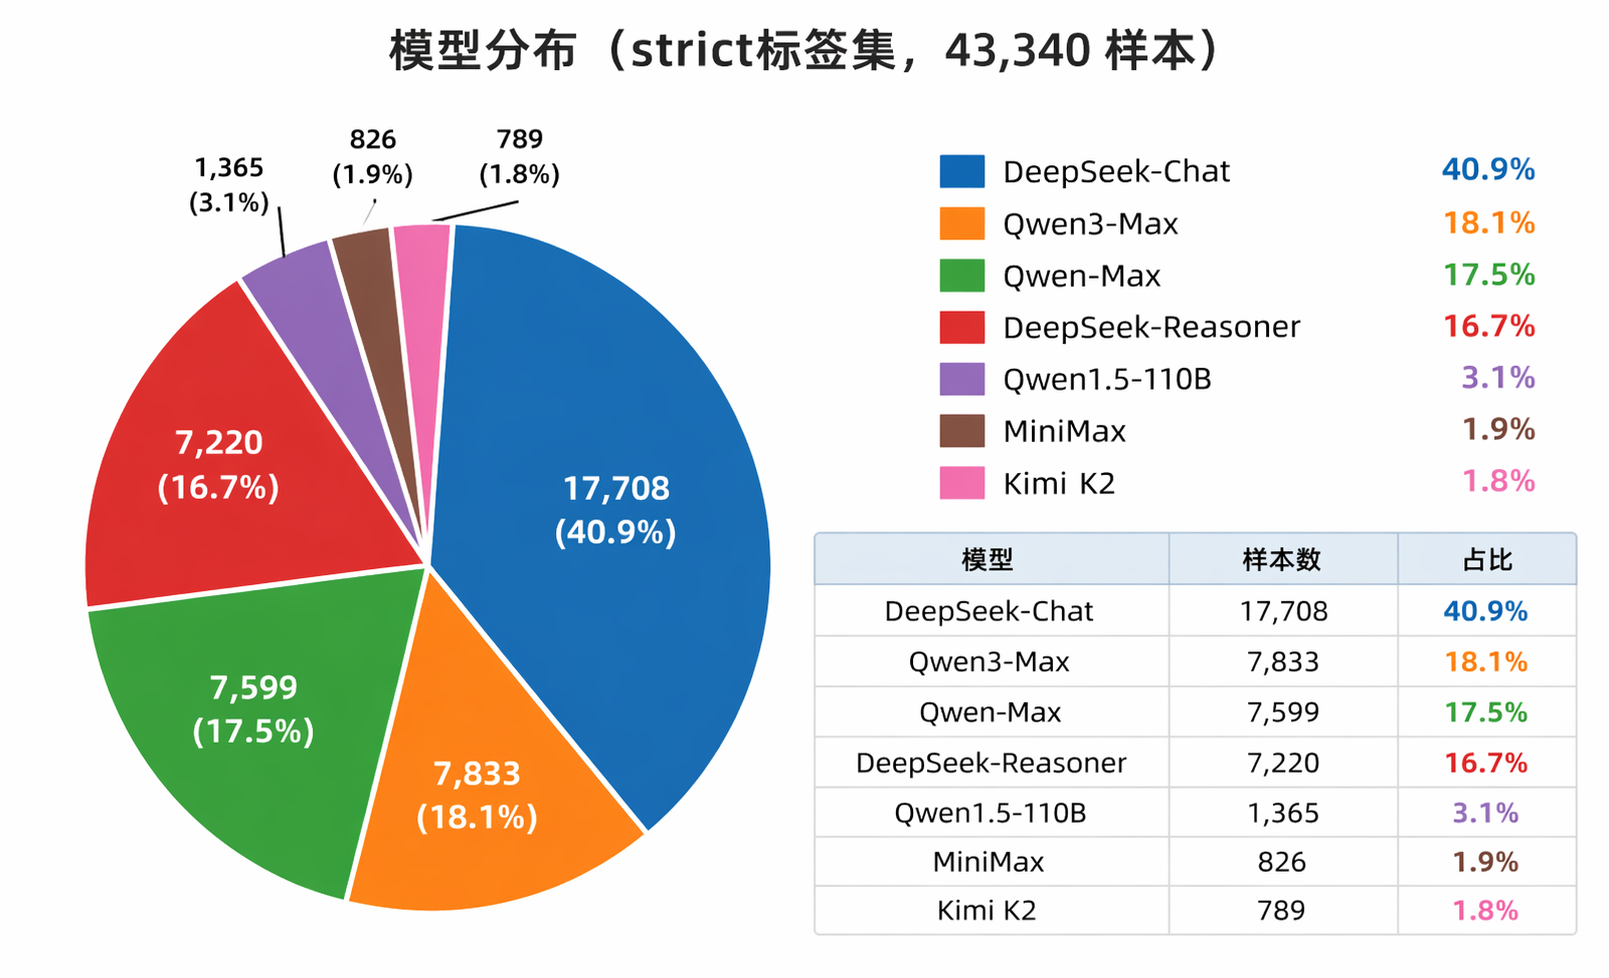 模型分布（strict标签集，43,340 样本）
1,365
(3.1%)
826
(1.9%)
789
(1.8%)
17,708
(40.9%)
7,220
(16.7%)
7,599
(17.5%)
7,833
(18.1%)
DeepSeek-Chat 40.9%
Qwen3-Max 18.1%
Qwen-Max 17.5%
DeepSeek-Reasoner 16.7%
Qwen1.5-110B 3.1%
MiniMax 1.9%
Kimi K2 1.8%
模型 样本数 占比
DeepSeek-Chat 17,708 40.9%
Qwen3-Max 7,833 18.1%
Qwen-Max 7,599 17.5%
DeepSeek-Reasoner 7,220 16.7%
Qwen1.5-110B 1,365 3.1%
MiniMax 826 1.9%
Kimi K2 789 1.8%